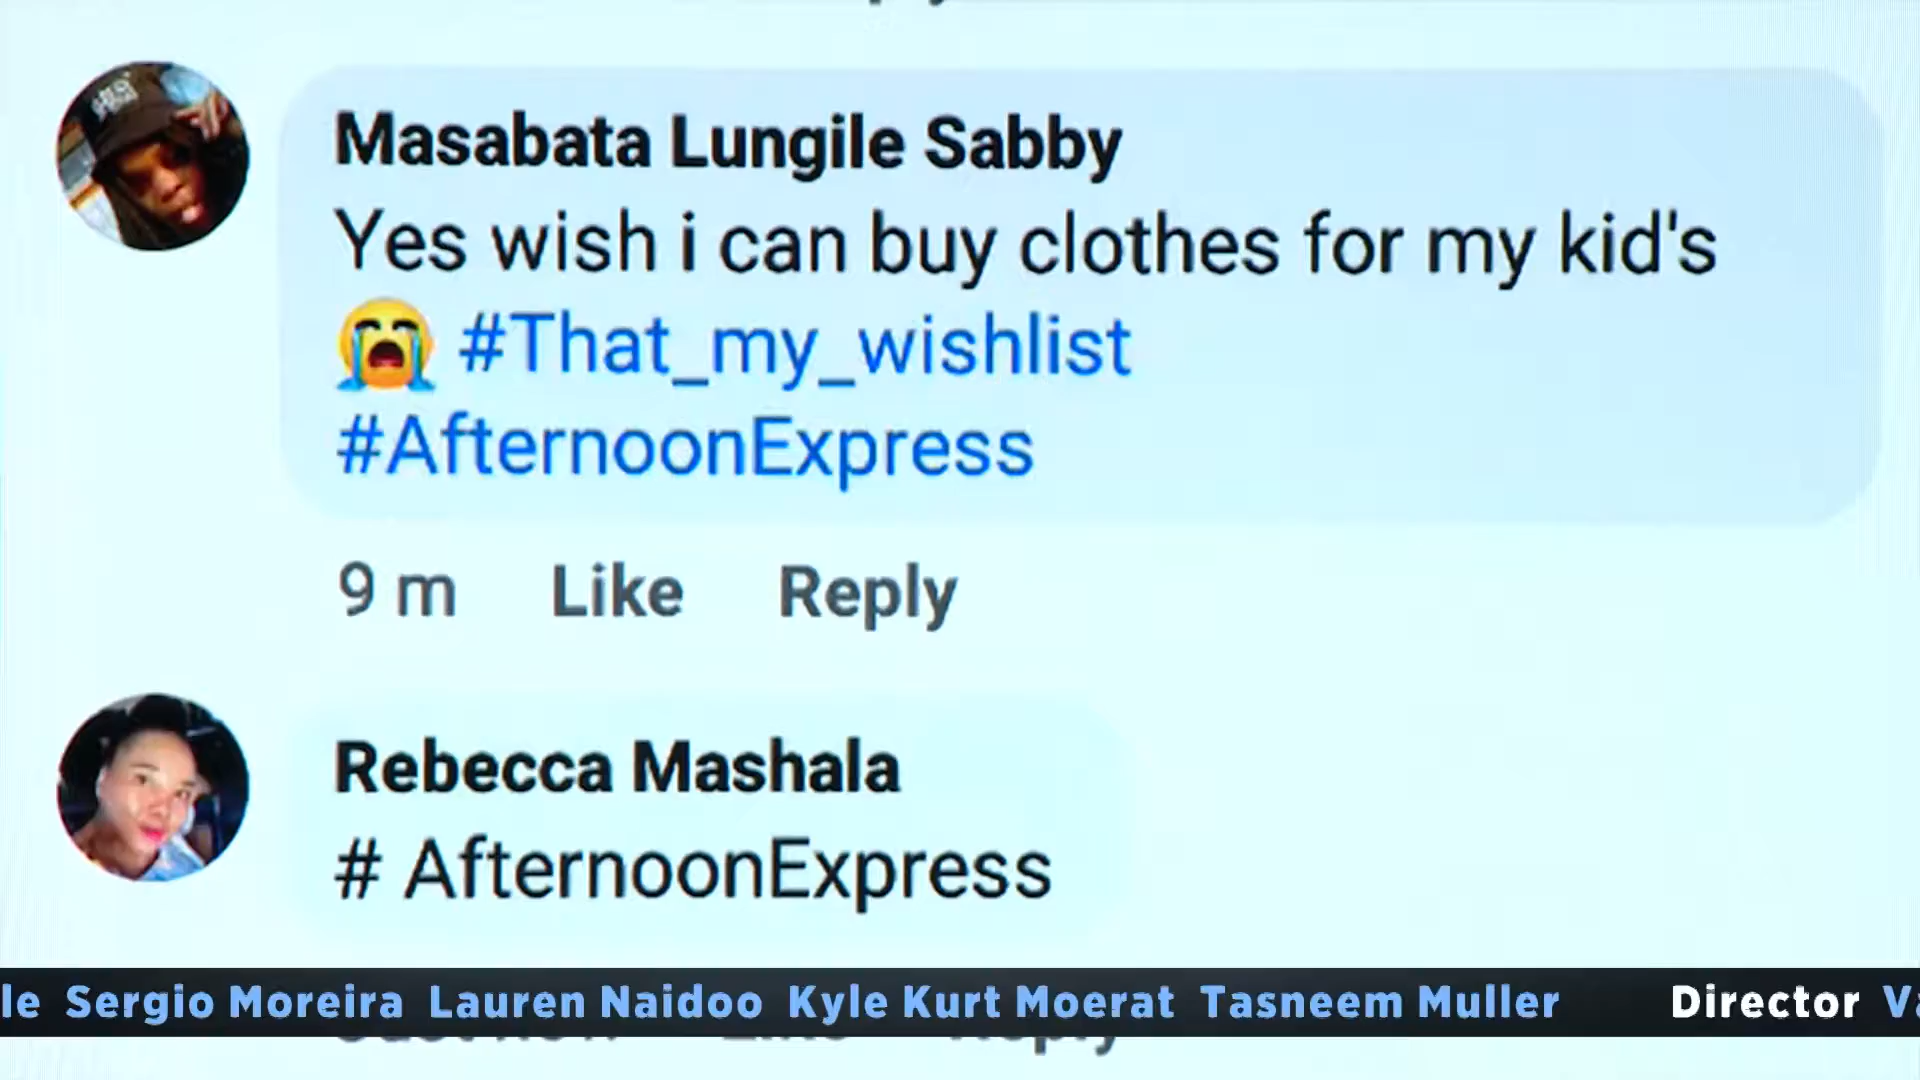 Masabata Lungile Sabby
Yes wish i can buy clothes for my kid's
😭 #That_my_wishlist
#AfternoonExpress
9 m Like Reply
Rebecca Mashala
# AfternoonExpress
le Sergio Moreira Lauren Naidoo Kyle Kurt Moerat Tasneem Muller Director Va